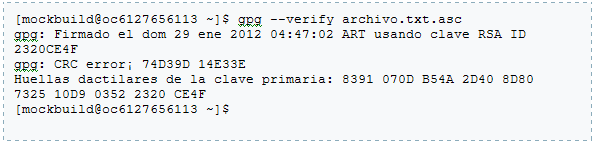 [mockbuild@oc6127656113 ~]$ gpg --verify archivo.txt.asc
gpg: Firmado el dom 29 ene 2012 04:47:02 ART usando clave RSA ID
2320CE4F
gpg: CRC error¡ 74D39D 14E33E
Huellas dactilares de la clave primaria: 8391 070D B54A 2D40 8D80
7325 10D9 0352 2320 CE4F
[mockbuild@oc6127656113 ~]$